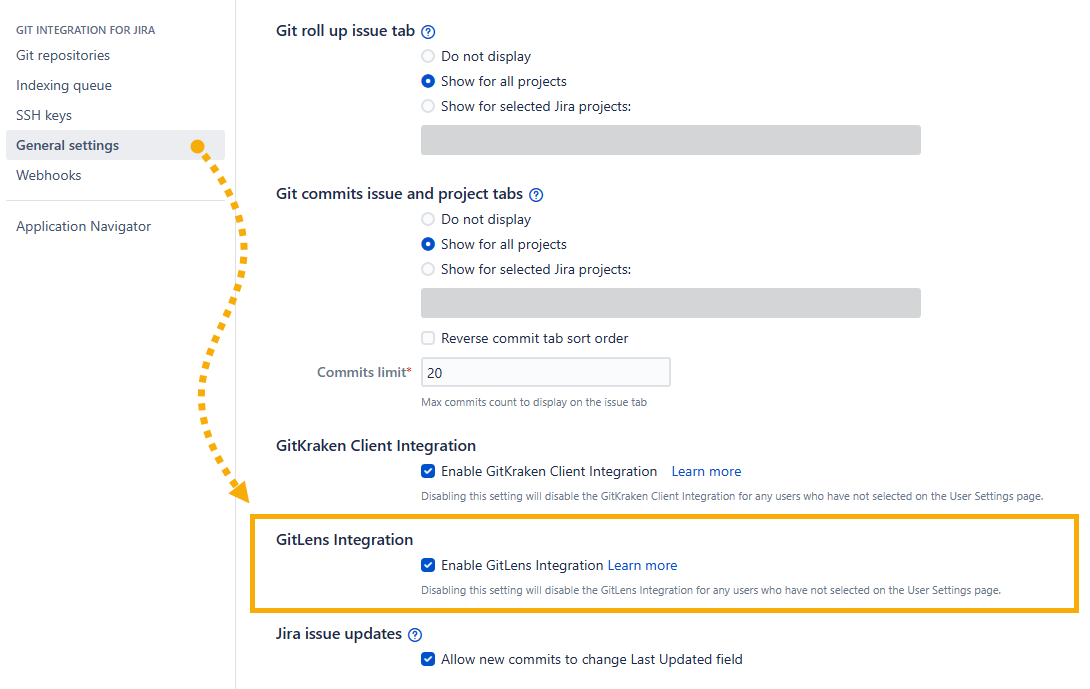 GIT INTEGRATION FOR JIRA
Git repositories
Indexing queue
SSH keys
General settings
Webhooks
Application Navigator
Git roll up issue tab ?
Do not display
Show for all projects
Show for selected Jira projects:
Git commits issue and project tabs ?
Do not display
Show for all projects
Show for selected Jira projects:
Reverse commit tab sort order
Commits limit* 20
Max commits count to display on the issue tab
GitKraken Client Integration
Enable GitKraken Client Integration Learn more
Disabling this setting will disable the GitKraken Client Integration for any users who have not selected on the User Settings page.
GitLens Integration
Enable GitLens Integration Learn more
Disabling this setting will disable the GitLens Integration for any users who have not selected on the User Settings page.
Jira issue updates ?
Allow new commits to change Last Updated field